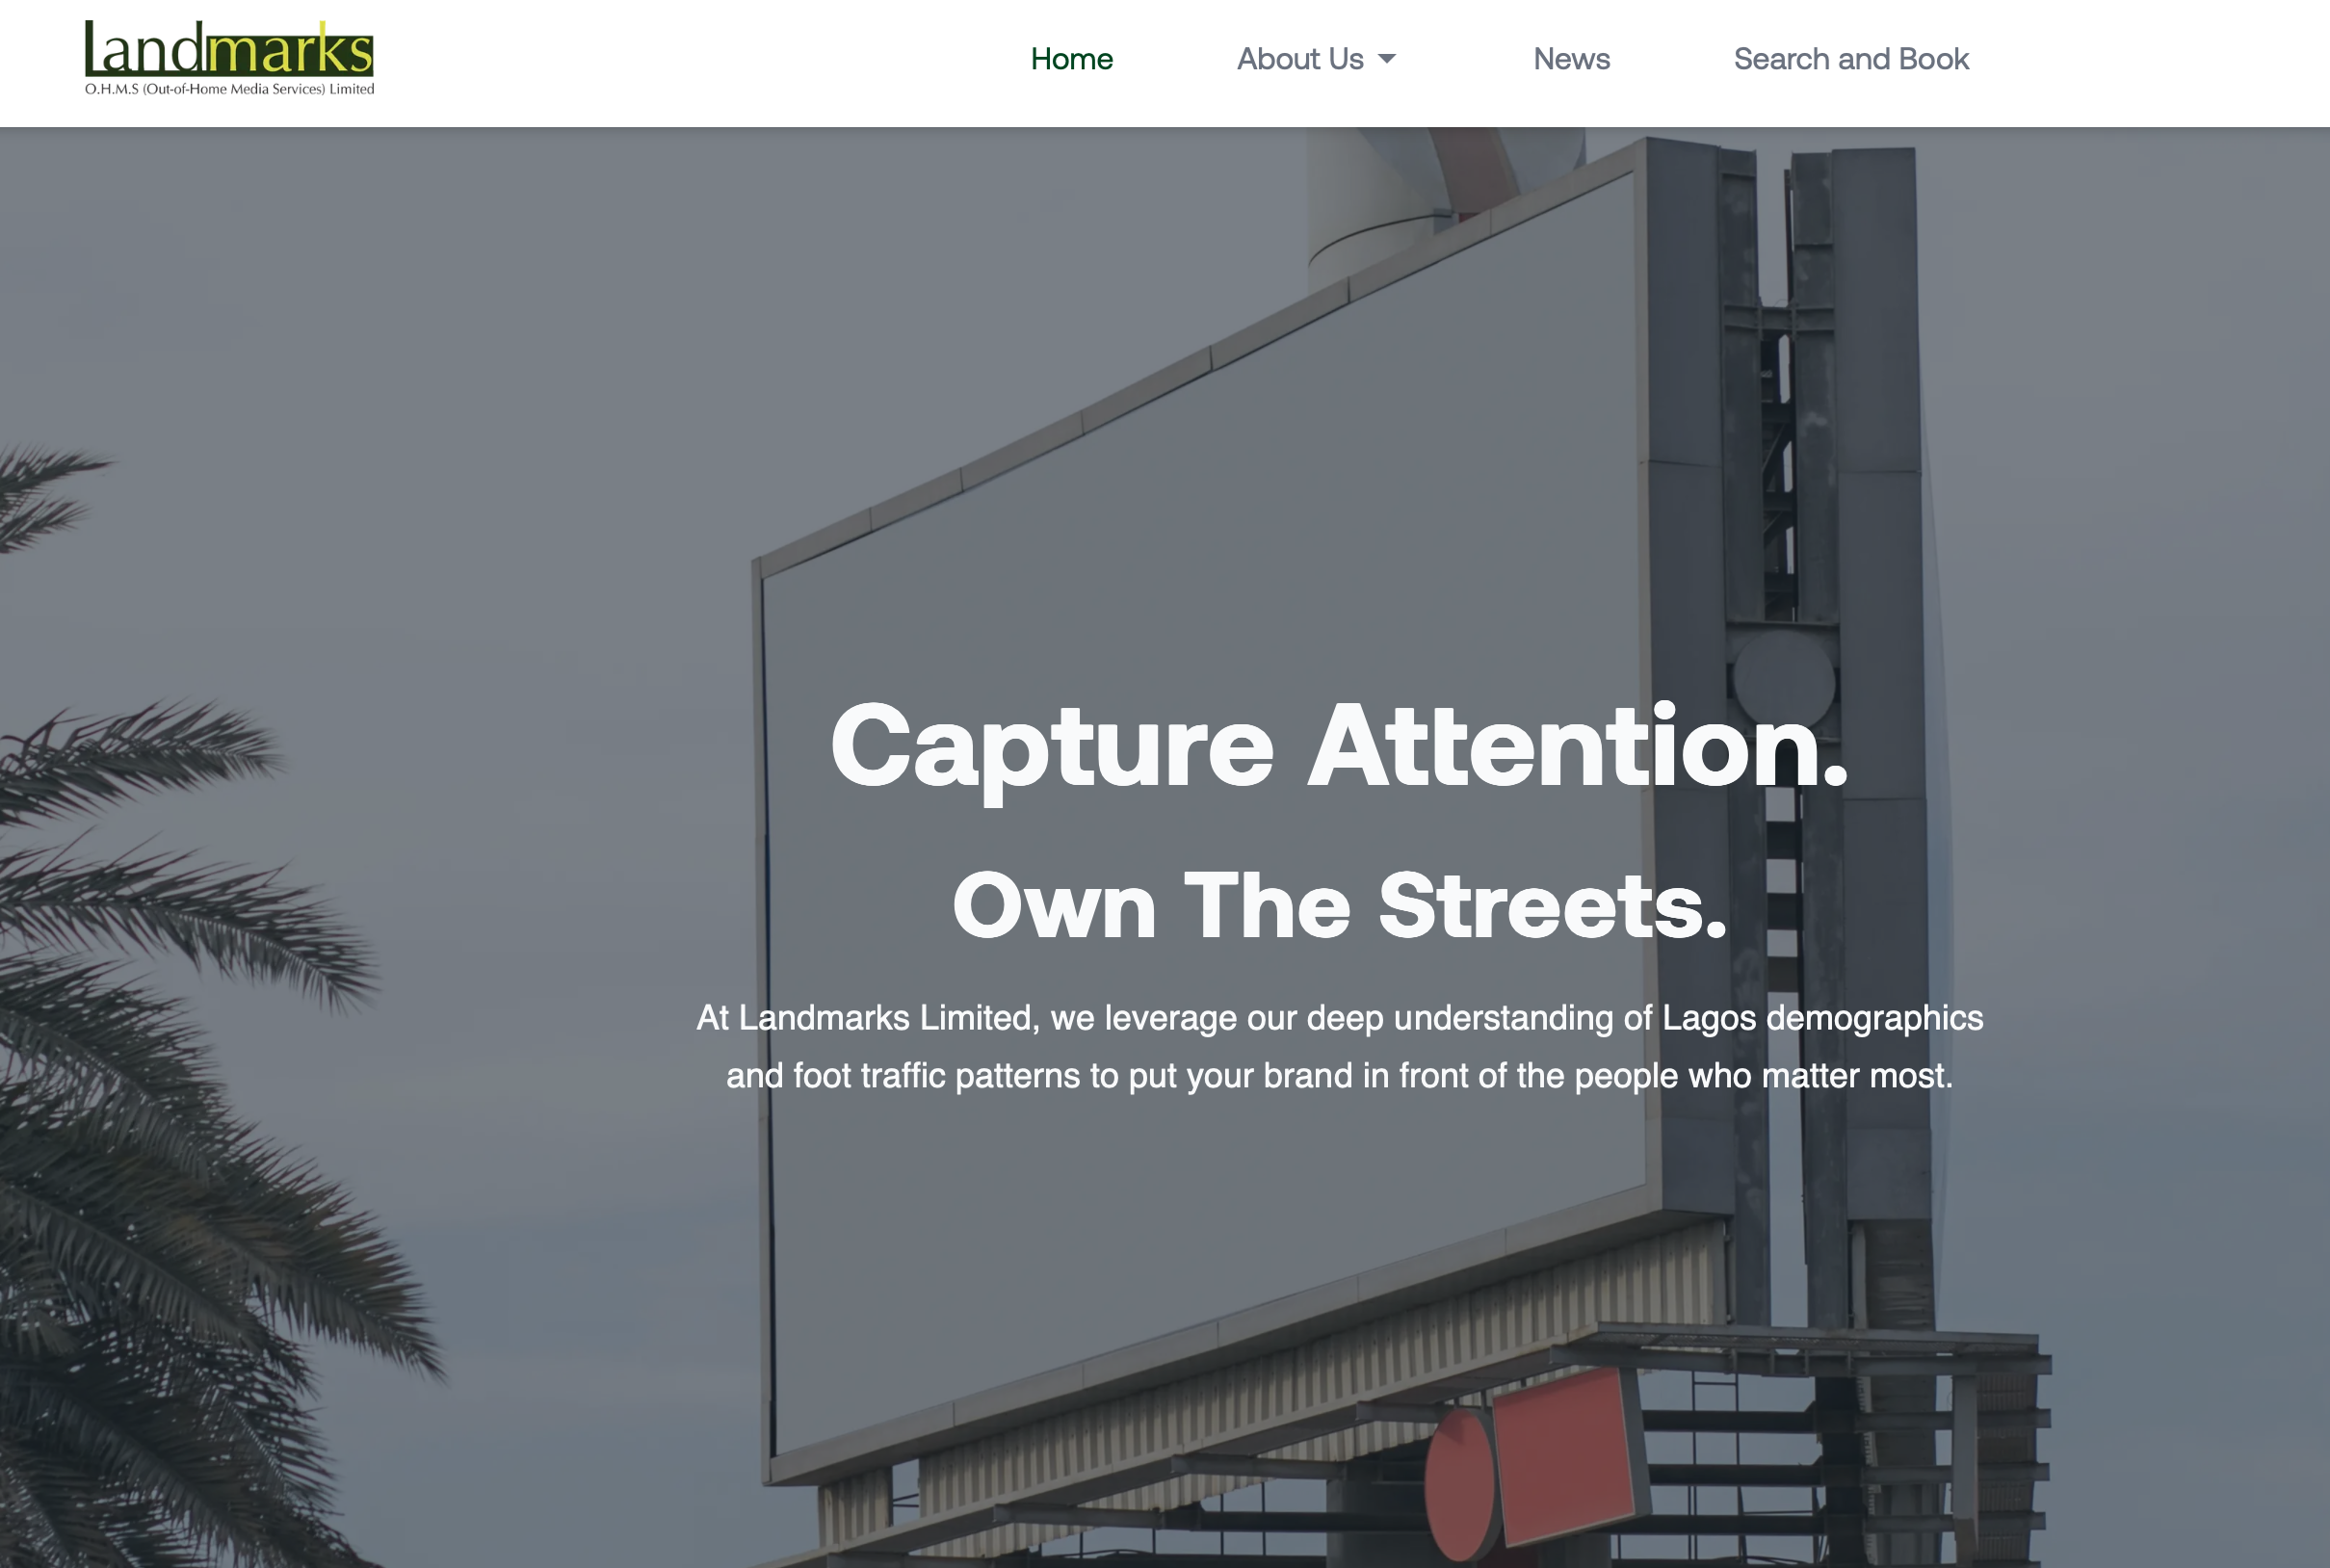 landmarks
O.H.M.S (Out-of-Home Media Services) Limited
Home
About Us
News
Search and Book
Capture Attention.
Own The Streets.
At Landmarks Limited, we leverage our deep understanding of Lagos demographics
and foot traffic patterns to put your brand in front of the people who matter most.